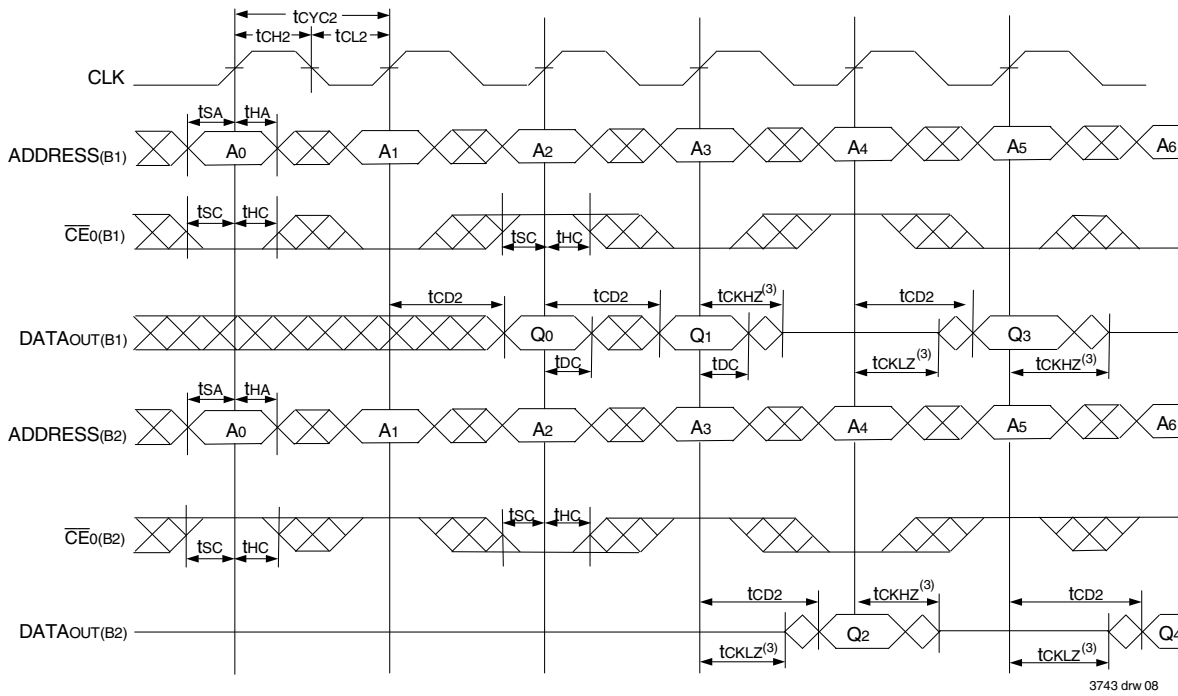 tCYC2
tCH2 tCL2
CLK
tSA tHA
ADDRESS(B1) A0 A1 A2 A3 A4 A5 A6
tSC tHC
CE0(B1)
tSC tHC
tCD2 tCD2 tCKHZ(3) tCD2
DATAOUT(B1) Q0 Q1 Q3
tDC tDC tCKLZ(3) tCKHZ(3)
tSA tHA
ADDRESS(B2) A0 A1 A2 A3 A4 A5 A6
tSC tHC
CE0(B2)
tSC tHC
tCD2 tCKHZ(3) tCD2
DATAOUT(B2) Q2 Q4
tCKLZ(3) tCKLZ(3)
3743 drw 08